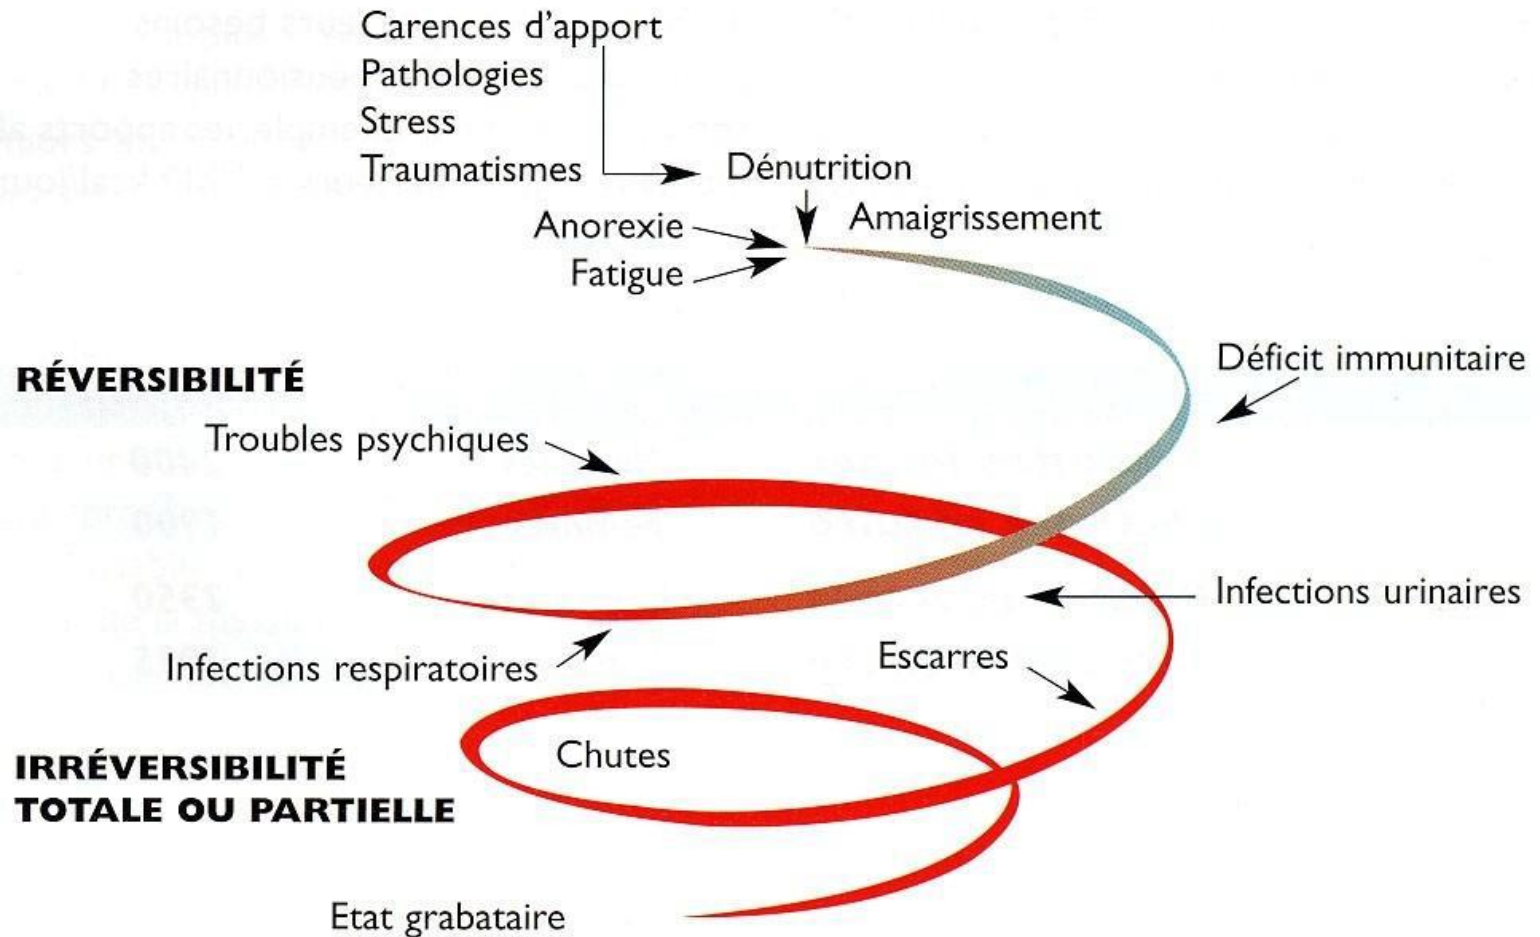 Carences d'apport
Pathologies
Stress
Traumatismes
Dénutrition
Anorexie
Amaigrissement
Fatigue
Déficit immunitaire
RÉVERSIBILITÉ
Troubles psychiques
Infections urinaires
Infections respiratoires
Escarres
Chutes
IRRÉVERSIBILITÉ
TOTALE OU PARTIELLE
Etat grabataire